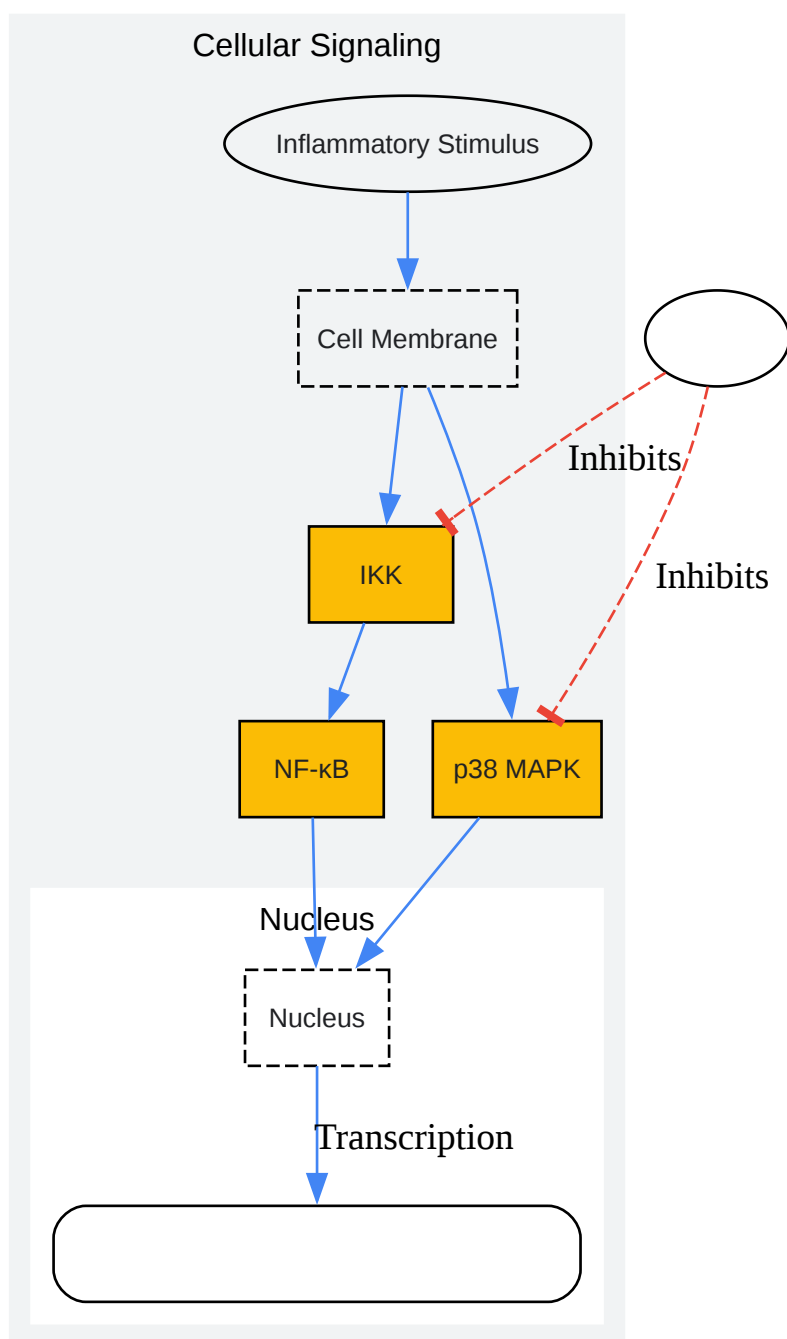 Cellular Signaling
Inflammatory Stimulus
Cell Membrane
Inhibits
IKK
Inhibits
NF-κB
p38 MAPK
Nucleus
Nucleus
Transcription